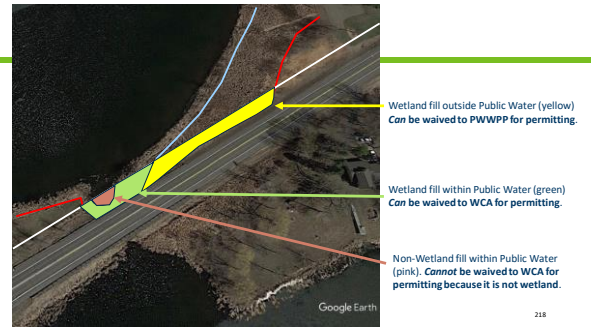 Wetland fill outside Public Water (yellow)
Can be waived to PWWPP for permitting.
Wetland fill within Public Water (green)
Can be waived to WCA for permitting.
Non-Wetland fill within Public Water
(pink). Cannot be waived to WCA for
permitting because it is not wetland.
Google Earth
218